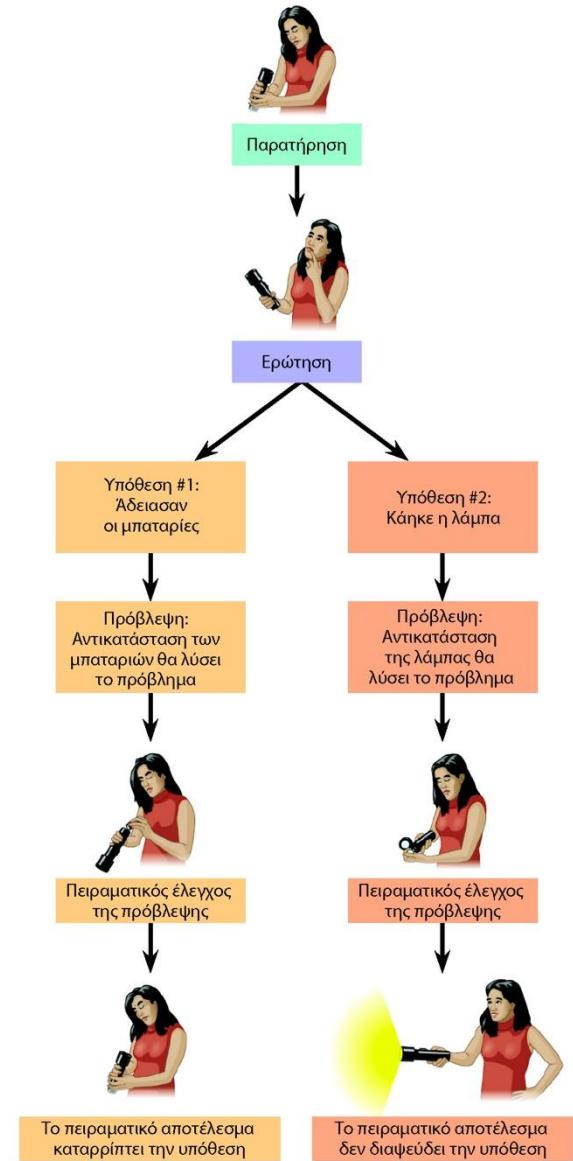 Παρατήρηση
Ερώτηση
Υπόθεση #1:
Άδειασαν
οι μπαταρίες
Υπόθεση #2:
Κάηκε η λάμπα
Πρόβλεψη:
Αντικατάσταση των
μπαταριών θα λύσει
το πρόβλημα
Πρόβλεψη:
Αντικατάσταση
της λάμπας θα
λύσει το πρόβλημα
Πειραματικός έλεγχος
της πρόβλεψης
Πειραματικός έλεγχος
της πρόβλεψης
Το πειραματικό αποτέλεσμα
καταρρίπτει την υπόθεση
Το πειραματικό αποτέλεσμα
δεν διαψεύδει την υπόθεση